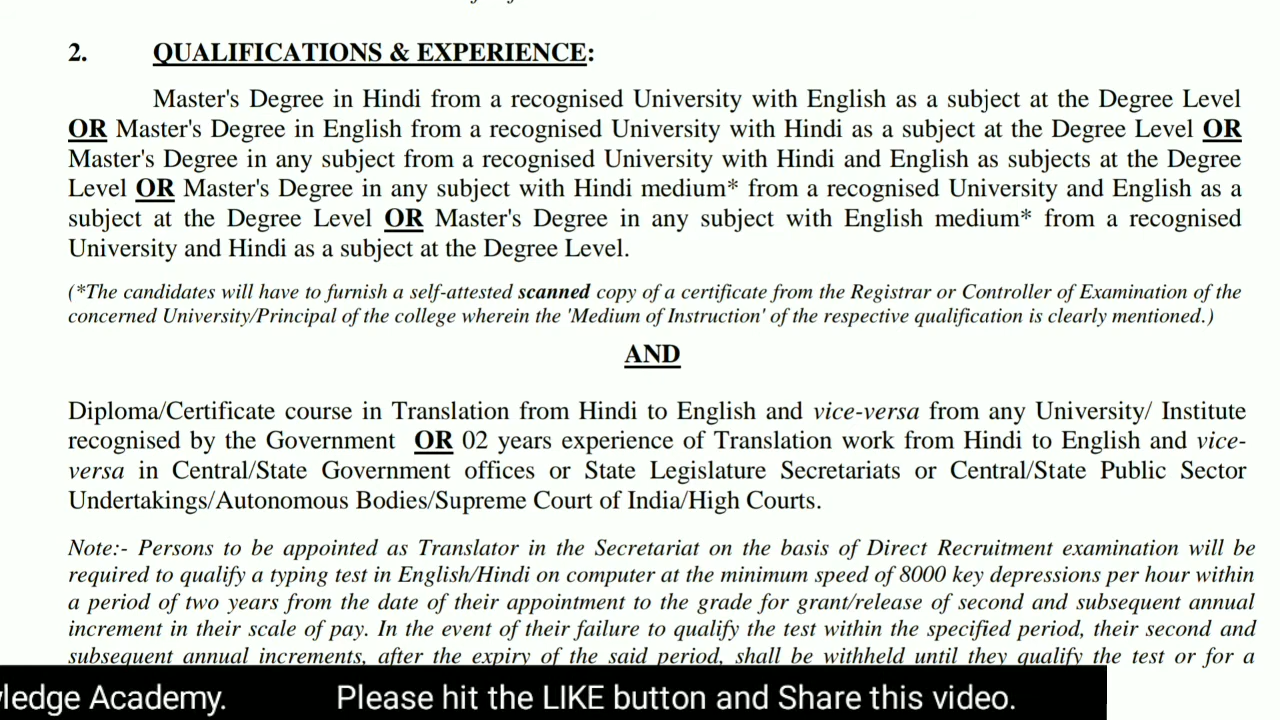 2. QUALIFICATIONS & EXPERIENCE:
Master's Degree in Hindi from a recognised University with English as a subject at the Degree Level
OR Master's Degree in English from a recognised University with Hindi as a subject at the Degree Level OR
Master's Degree in any subject from a recognised University with Hindi and English as subjects at the Degree
Level OR Master's Degree in any subject with Hindi medium* from a recognised University and English as a
subject at the Degree Level OR Master's Degree in any subject with English medium* from a recognised
University and Hindi as a subject at the Degree Level.
(*The candidates will have to furnish a self-attested scanned copy of a certificate from the Registrar or Controller of Examination of the
concerned University/Principal of the college wherein the 'Medium of Instruction' of the respective qualification is clearly mentioned.)
AND
Diploma/Certificate course in Translation from Hindi to English and vice-versa from any University/ Institute
recognised by the Government OR 02 years experience of Translation work from Hindi to English and vice-
versa in Central/State Government offices or State Legislature Secretariats or Central/State Public Sector
Undertakings/Autonomous Bodies/Supreme Court of India/High Courts.
Note:- Persons to be appointed as Translator in the Secretariat on the basis of Direct Recruitment examination will be
required to qualify a typing test in English/Hindi on computer at the minimum speed of 8000 key depressions per hour within
a period of two years from the date of their appointment to the grade for grant/release of second and subsequent annual
increment in their scale of pay. In the event of their failure to qualify the test within the specified period, their second and
subsequent annual increments, after the expiry of the said period, shall be withheld until they qualify the test or for a
ledge Academy. Please hit the LIKE button and Share this video.